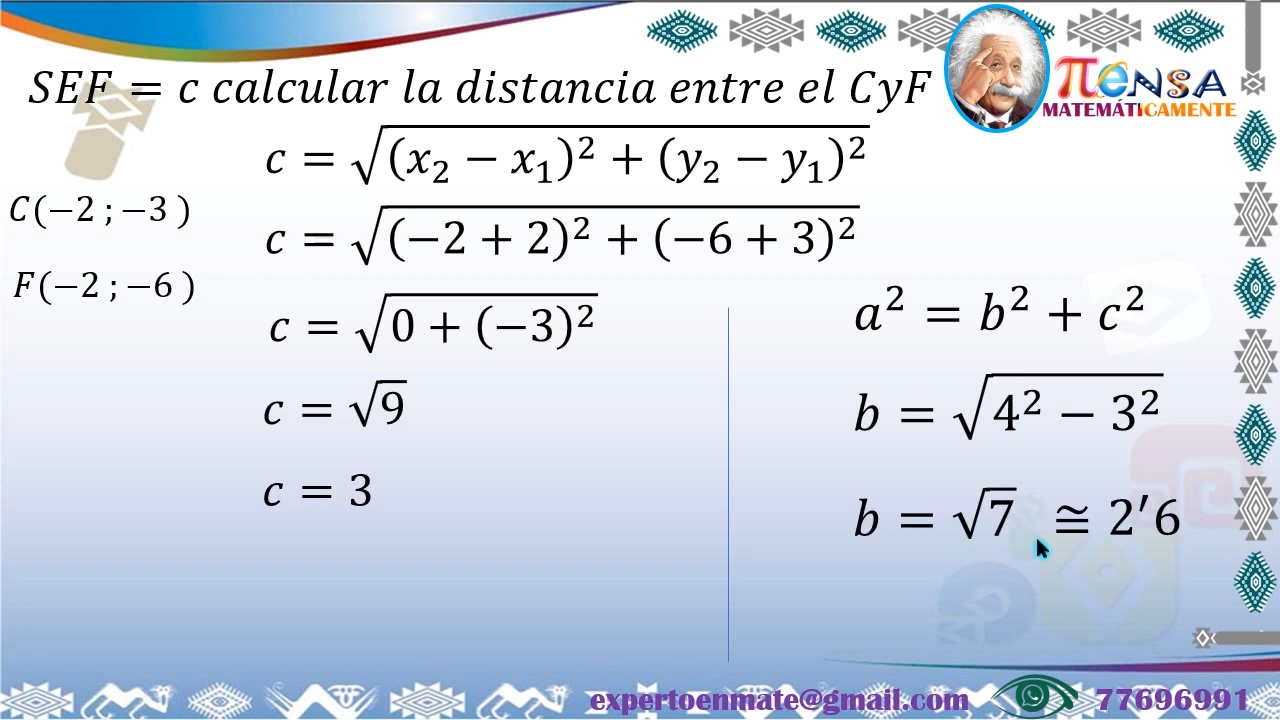 SEF = c calcular la distancia entre el CyF
πENSA
MATEMÁTICAMENTE
c = √((x₂ − x₁)² + (y₂ − y₁)²)
C(−2 ; −3 )
c = √((−2 + 2)² + (−6 + 3)²)
F(−2 ; −6 )
c = √(0 + (−3)²)
c = √9
c = 3
a² = b² + c²
b = √(4² − 3²)
b = √7 ≅ 2′6
expertoenmate@gmail.com 77696991